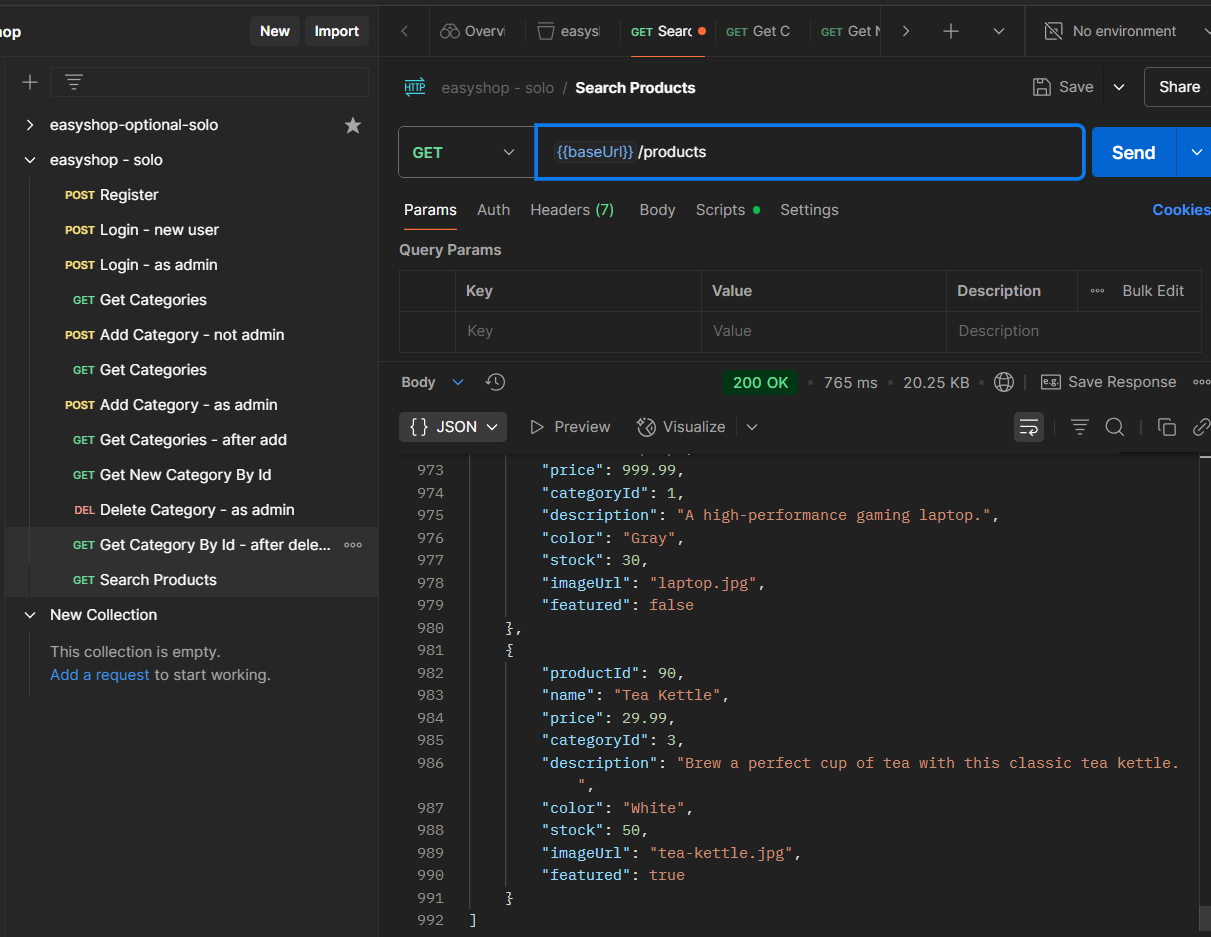 op
New
Import
Overvi
easysl
GET Searc
GET Get C
GET Get N
No environment
easyshop-optional-solo
easyshop - solo
POST Register
POST Login - new user
POST Login - as admin
GET Get Categories
POST Add Category - not admin
GET Get Categories
POST Add Category - as admin
GET Get Categories - after add
GET Get New Category By Id
DEL Delete Category - as admin
GET Get Category By Id - after dele...
GET Search Products
New Collection
This collection is empty.
Add a request to start working.
HTTP easyshop - solo / Search Products
Save
Share
GET
{{baseUrl}} /products
Send
Params Auth Headers (7) Body Scripts Settings
Cookies
Query Params
Key Value Description Bulk Edit
Key Value Description
Body
200 OK • 765 ms • 20.25 KB
e.g. Save Response
{} JSON
Preview
Visualize
973 "price": 999.99,
974 "categoryId": 1,
975 "description": "A high-performance gaming laptop.",
976 "color": "Gray",
977 "stock": 30,
978 "imageUrl": "laptop.jpg",
979 "featured": false
980 },
981 {
982 "productId": 90,
983 "name": "Tea Kettle",
984 "price": 29.99,
985 "categoryId": 3,
986 "description": "Brew a perfect cup of tea with this classic tea kettle.
",
987 "color": "White",
988 "stock": 50,
989 "imageUrl": "tea-kettle.jpg",
990 "featured": true
991 }
992 ]